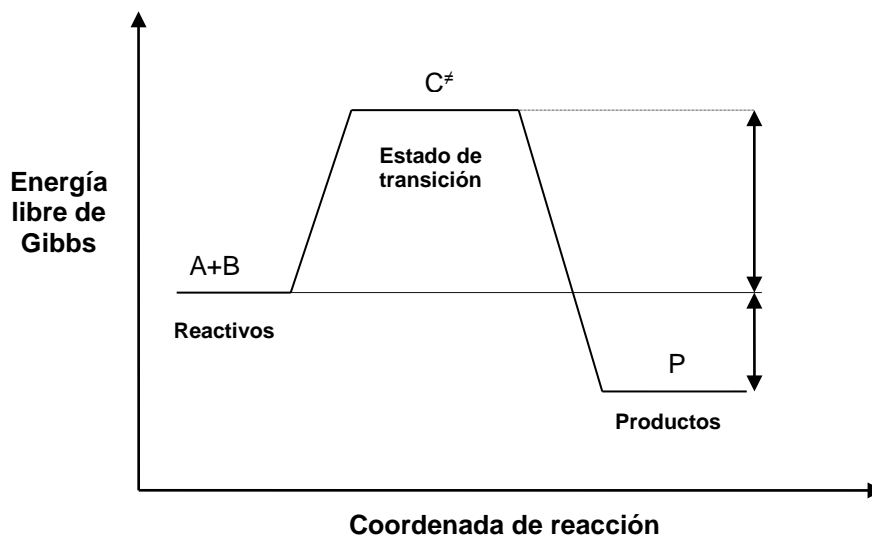 C≠
Estado de
transición
Energía
libre de
Gibbs
A+B
Reactivos
P
Productos
Coordenada de reacción